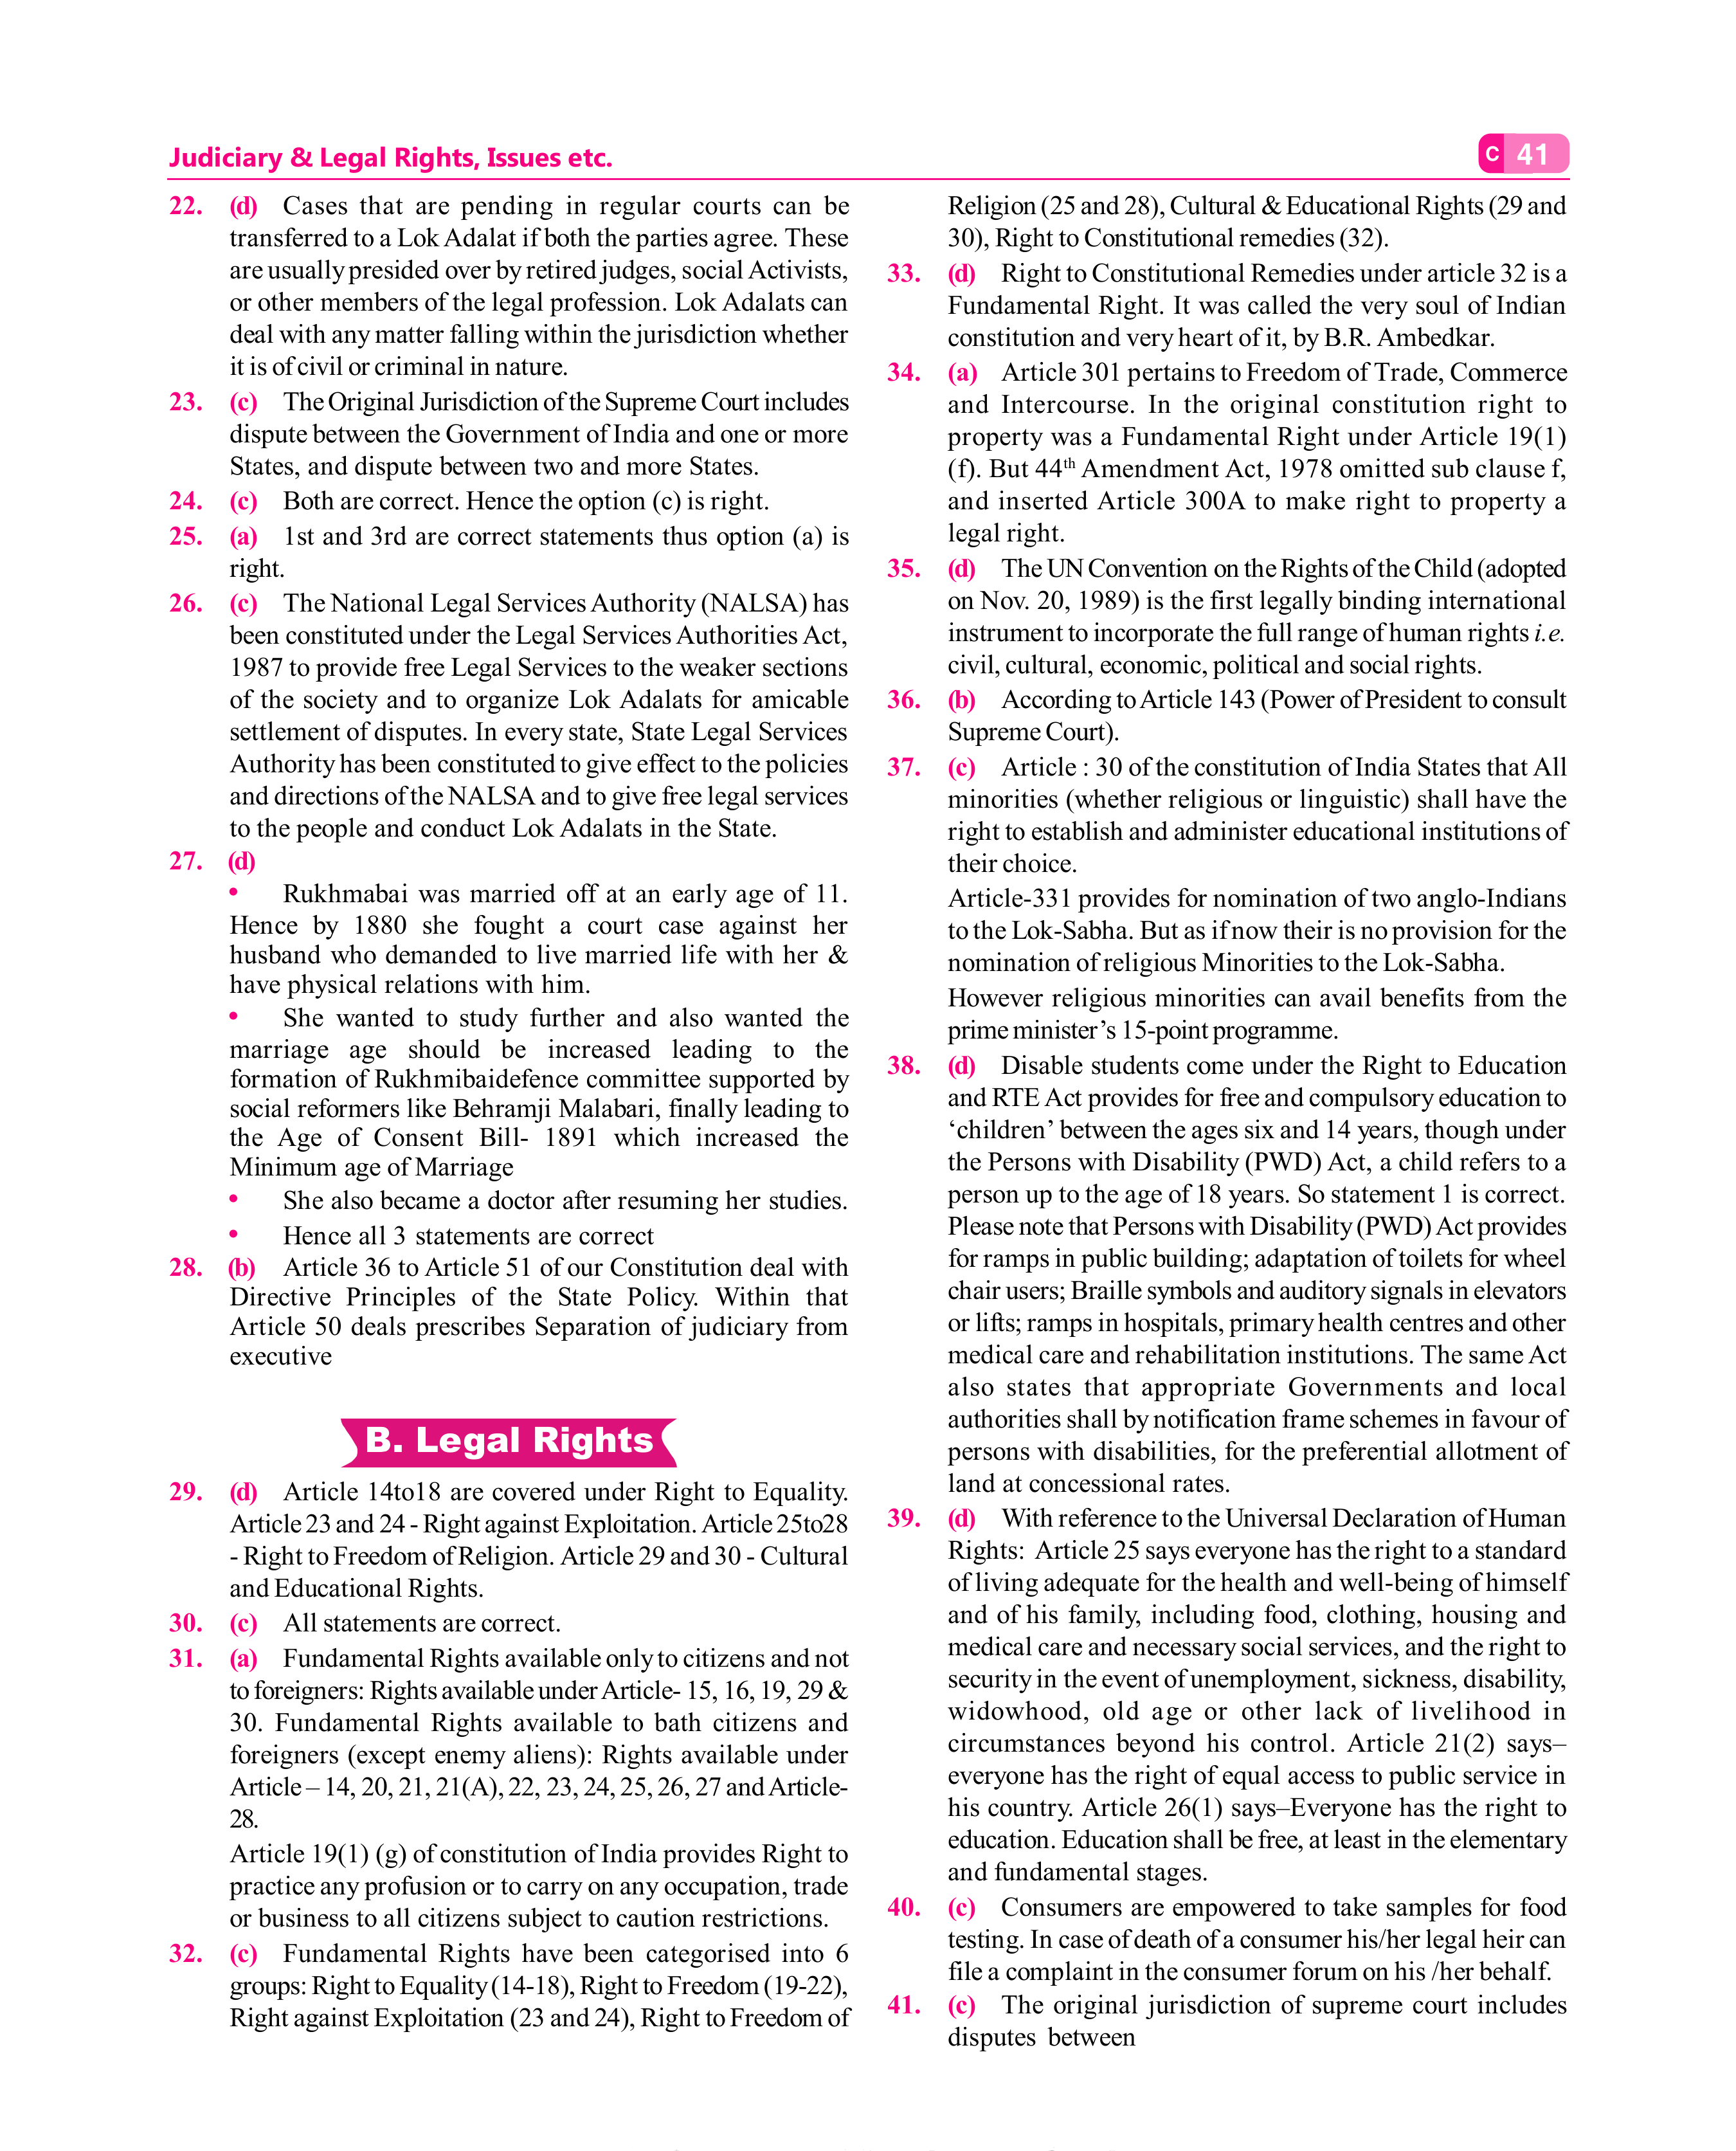 Judiciary & Legal Rights, Issues etc.
C 41
22. (d) Cases that are pending in regular courts can be
transferred to a Lok Adalat if both the parties agree. These
are usually presided over by retired judges, social Activists,
or other members of the legal profession. Lok Adalats can
deal with any matter falling within the jurisdiction whether
it is of civil or criminal in nature.
23. (c) The Original Jurisdiction of the Supreme Court includes
dispute between the Government of India and one or more
States, and dispute between two and more States.
24. (c) Both are correct. Hence the option (c) is right.
25. (a) 1st and 3rd are correct statements thus option (a) is
right.
26. (c) The National Legal Services Authority (NALSA) has
been constituted under the Legal Services Authorities Act,
1987 to provide free Legal Services to the weaker sections
of the society and to organize Lok Adalats for amicable
settlement of disputes. In every state, State Legal Services
Authority has been constituted to give effect to the policies
and directions of the NALSA and to give free legal services
to the people and conduct Lok Adalats in the State.
27. (d)
• Rukhmabai was married off at an early age of 11.
Hence by 1880 she fought a court case against her
husband who demanded to live married life with her &
have physical relations with him.
• She wanted to study further and also wanted the
marriage age should be increased leading to the
formation of Rukhmibaidefence committee supported by
social reformers like Behramji Malabari, finally leading to
the Age of Consent Bill- 1891 which increased the
Minimum age of Marriage
• She also became a doctor after resuming her studies.
• Hence all 3 statements are correct
28. (b) Article 36 to Article 51 of our Constitution deal with
Directive Principles of the State Policy. Within that
Article 50 deals prescribes Separation of judiciary from
executive
B. Legal Rights
29. (d) Article 14to18 are covered under Right to Equality.
Article 23 and 24 - Right against Exploitation. Article 25to28
- Right to Freedom of Religion. Article 29 and 30 - Cultural
and Educational Rights.
30. (c) All statements are correct.
31. (a) Fundamental Rights available only to citizens and not
to foreigners: Rights available under Article- 15, 16, 19, 29 &
30. Fundamental Rights available to bath citizens and
foreigners (except enemy aliens): Rights available under
Article – 14, 20, 21, 21(A), 22, 23, 24, 25, 26, 27 and Article-
28.
Article 19(1) (g) of constitution of India provides Right to
practice any profusion or to carry on any occupation, trade
or business to all citizens subject to caution restrictions.
32. (c) Fundamental Rights have been categorised into 6
groups: Right to Equality (14-18), Right to Freedom (19-22),
Right against Exploitation (23 and 24), Right to Freedom of
Religion (25 and 28), Cultural & Educational Rights (29 and
30), Right to Constitutional remedies (32).
33. (d) Right to Constitutional Remedies under article 32 is a
Fundamental Right. It was called the very soul of Indian
constitution and very heart of it, by B.R. Ambedkar.
34. (a) Article 301 pertains to Freedom of Trade, Commerce
and Intercourse. In the original constitution right to
property was a Fundamental Right under Article 19(1)
(f). But 44th Amendment Act, 1978 omitted sub clause f,
and inserted Article 300A to make right to property a
legal right.
35. (d) The UN Convention on the Rights of the Child (adopted
on Nov. 20, 1989) is the first legally binding international
instrument to incorporate the full range of human rights i.e.
civil, cultural, economic, political and social rights.
36. (b) According to Article 143 (Power of President to consult
Supreme Court).
37. (c) Article : 30 of the constitution of India States that All
minorities (whether religious or linguistic) shall have the
right to establish and administer educational institutions of
their choice.
Article-331 provides for nomination of two anglo-Indians
to the Lok-Sabha. But as if now their is no provision for the
nomination of religious Minorities to the Lok-Sabha.
However religious minorities can avail benefits from the
prime minister’s 15-point programme.
38. (d) Disable students come under the Right to Education
and RTE Act provides for free and compulsory education to
‘children’ between the ages six and 14 years, though under
the Persons with Disability (PWD) Act, a child refers to a
person up to the age of 18 years. So statement 1 is correct.
Please note that Persons with Disability (PWD) Act provides
for ramps in public building; adaptation of toilets for wheel
chair users; Braille symbols and auditory signals in elevators
or lifts; ramps in hospitals, primary health centres and other
medical care and rehabilitation institutions. The same Act
also states that appropriate Governments and local
authorities shall by notification frame schemes in favour of
persons with disabilities, for the preferential allotment of
land at concessional rates.
39. (d) With reference to the Universal Declaration of Human
Rights: Article 25 says everyone has the right to a standard
of living adequate for the health and well-being of himself
and of his family, including food, clothing, housing and
medical care and necessary social services, and the right to
security in the event of unemployment, sickness, disability,
widowhood, old age or other lack of livelihood in
circumstances beyond his control. Article 21(2) says–
everyone has the right of equal access to public service in
his country. Article 26(1) says–Everyone has the right to
education. Education shall be free, at least in the elementary
and fundamental stages.
40. (c) Consumers are empowered to take samples for food
testing. In case of death of a consumer his/her legal heir can
file a complaint in the consumer forum on his /her behalf.
41. (c) The original jurisdiction of supreme court includes
disputes between